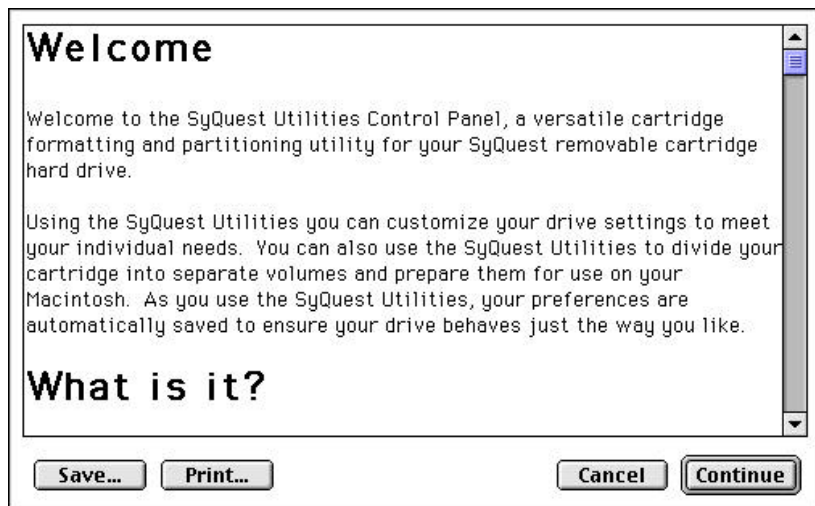 Welcome
Welcome to the SyQuest Utilities Control Panel, a versatile cartridge
formatting and partitioning utility for your SyQuest removable cartridge
hard drive.
Using the SyQuest Utilities you can customize your drive settings to meet
your individual needs.  You can also use the SyQuest Utilities to divide your
cartridge into separate volumes and prepare them for use on your
Macintosh.  As you use the SyQuest Utilities, your preferences are
automatically saved to ensure your drive behaves just the way you like.
What is it?
Save... Print... Cancel Continue